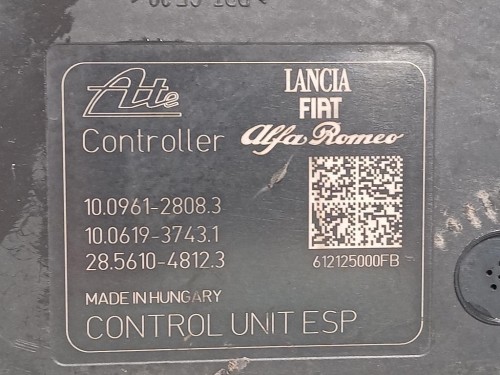 Ate
LANCIA
FIAT
Controller
Alfa Romeo
10.0961-2808.3
10.0619-3743.1
28.5610-4812.3
612125000FB
MADE IN HUNGARY
CONTROL UNIT ESP